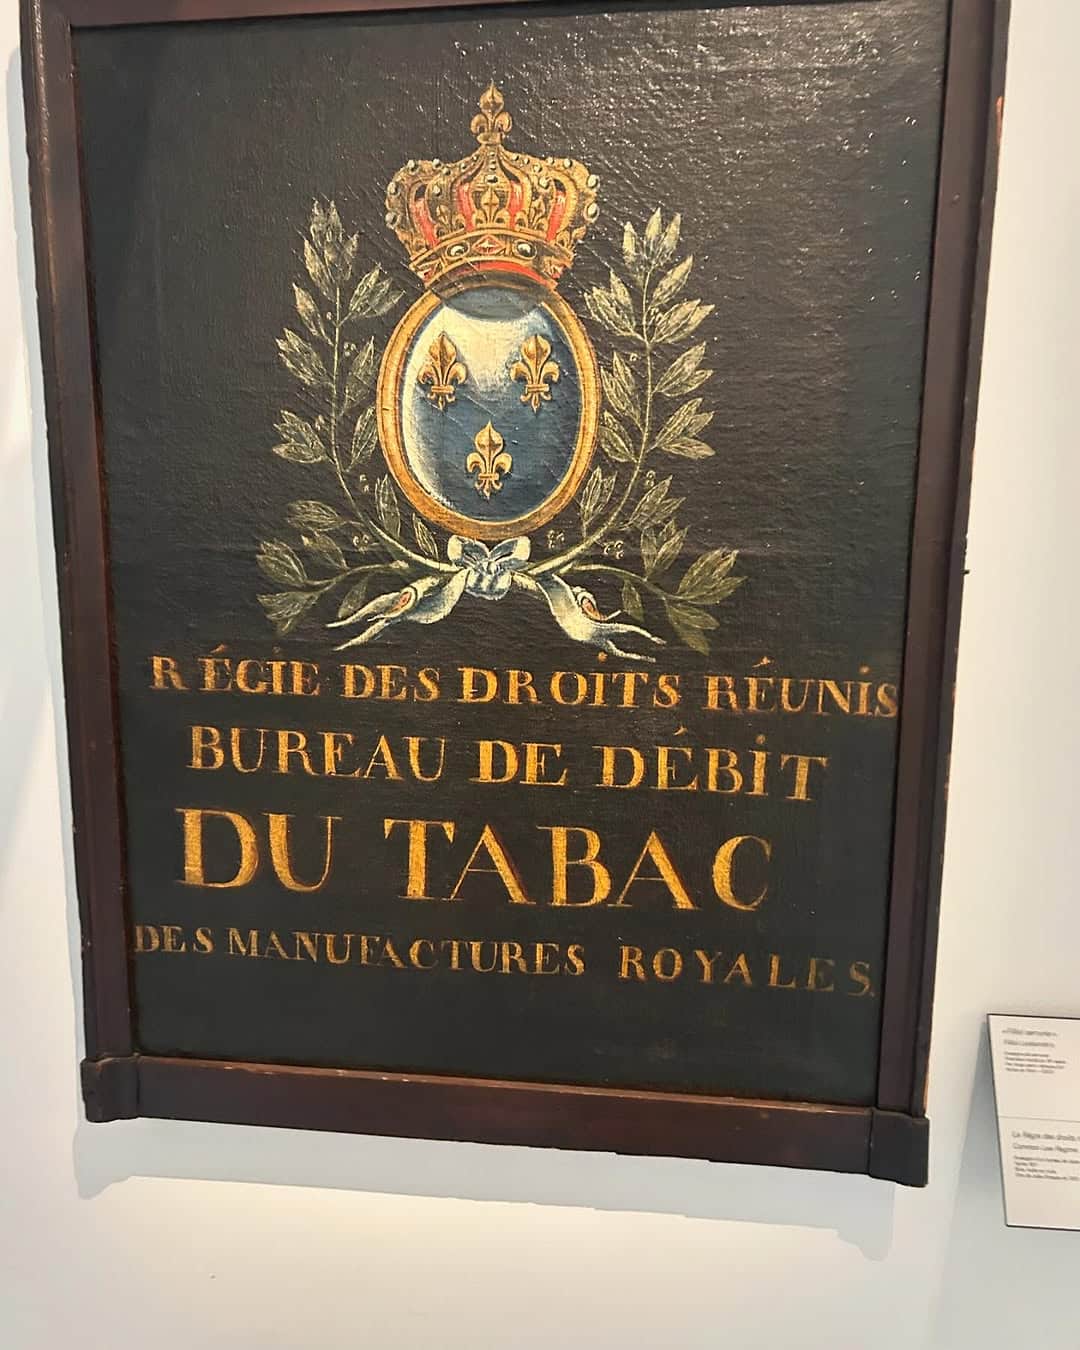 RÉGIE DES DROITS RÉUNIS
BUREAU DE DÉBIT
DU TABAC
DES MANUFACTURES ROYALES.